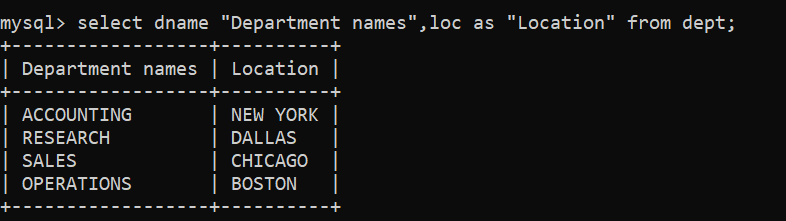 mysql> select dname "Department names",loc as "Location" from dept;
+------------------+----------+
| Department names | Location |
+------------------+----------+
| ACCOUNTING       | NEW YORK |
| RESEARCH         | DALLAS   |
| SALES            | CHICAGO  |
| OPERATIONS       | BOSTON   |
+------------------+----------+